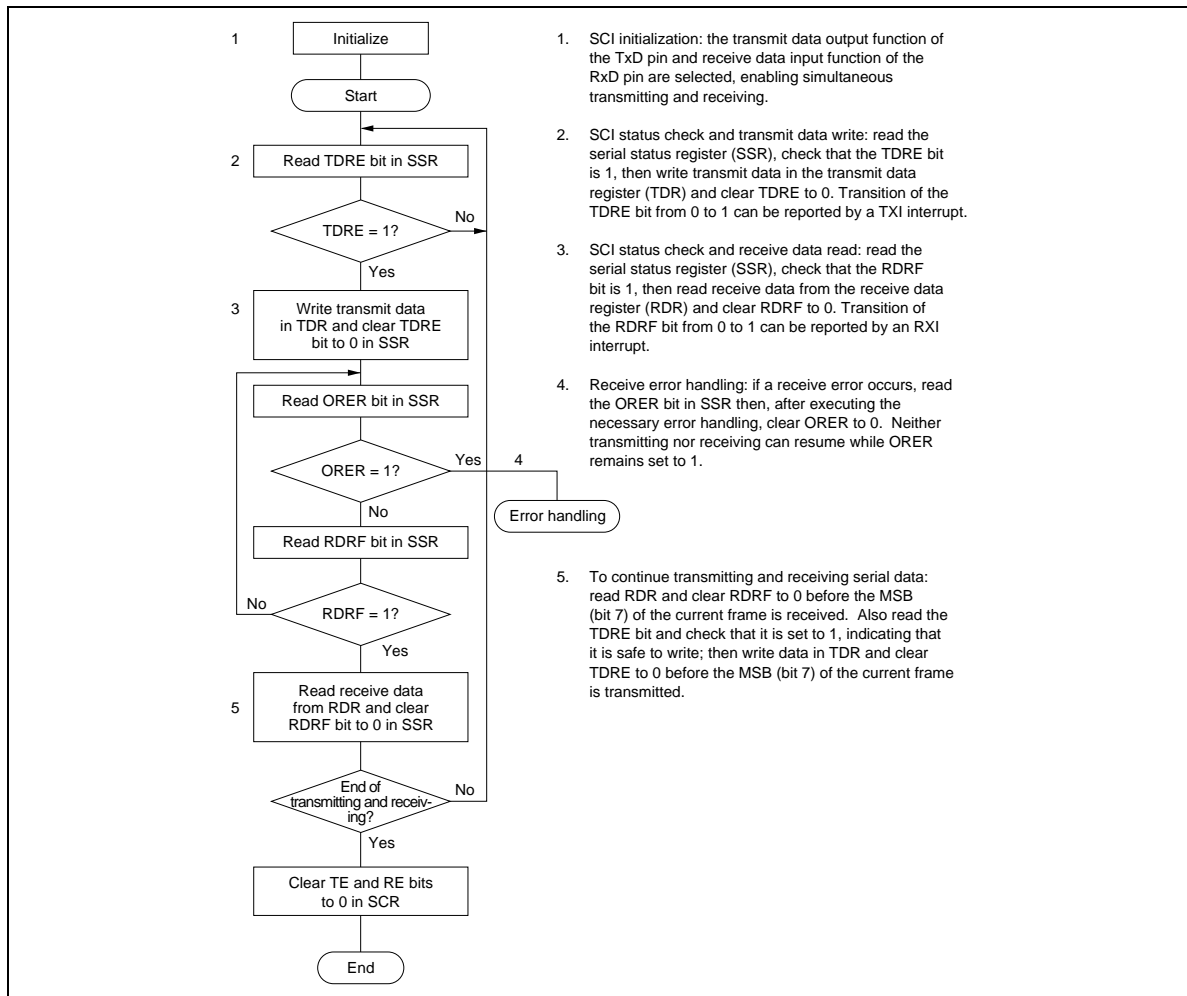 1
Initialize
Start
2
Read TDRE bit in SSR
TDRE = 1?
No
Yes
3
Write transmit data
in TDR and clear TDRE
bit to 0 in SSR
Read ORER bit in SSR
ORER = 1?
Yes
4
Error handling
No
Read RDRF bit in SSR
No
RDRF = 1?
Yes
5
Read receive data
from RDR and clear
RDRF bit to 0 in SSR
End of
transmitting and receiv-
ing?
No
Yes
Clear TE and RE bits
to 0 in SCR
End
1. SCI initialization: the transmit data output function of
the TxD pin and receive data input function of the
RxD pin are selected, enabling simultaneous
transmitting and receiving.
2. SCI status check and transmit data write: read the
serial status register (SSR), check that the TDRE bit
is 1, then write transmit data in the transmit data
register (TDR) and clear TDRE to 0. Transition of the
TDRE bit from 0 to 1 can be reported by a TXI interrupt.
3. SCI status check and receive data read: read the
serial status register (SSR), check that the RDRF
bit is 1, then read receive data from the receive data
register (RDR) and clear RDRF to 0. Transition of
the RDRF bit from 0 to 1 can be reported by an RXI
interrupt.
4. Receive error handling: if a receive error occurs, read
the ORER bit in SSR then, after executing the
necessary error handling, clear ORER to 0. Neither
transmitting nor receiving can resume while ORER
remains set to 1.
5. To continue transmitting and receiving serial data:
read RDR and clear RDRF to 0 before the MSB
(bit 7) of the current frame is received. Also read the
TDRE bit and check that it is set to 1, indicating that
it is safe to write; then write data in TDR and clear
TDRE to 0 before the MSB (bit 7) of the current frame
is transmitted.